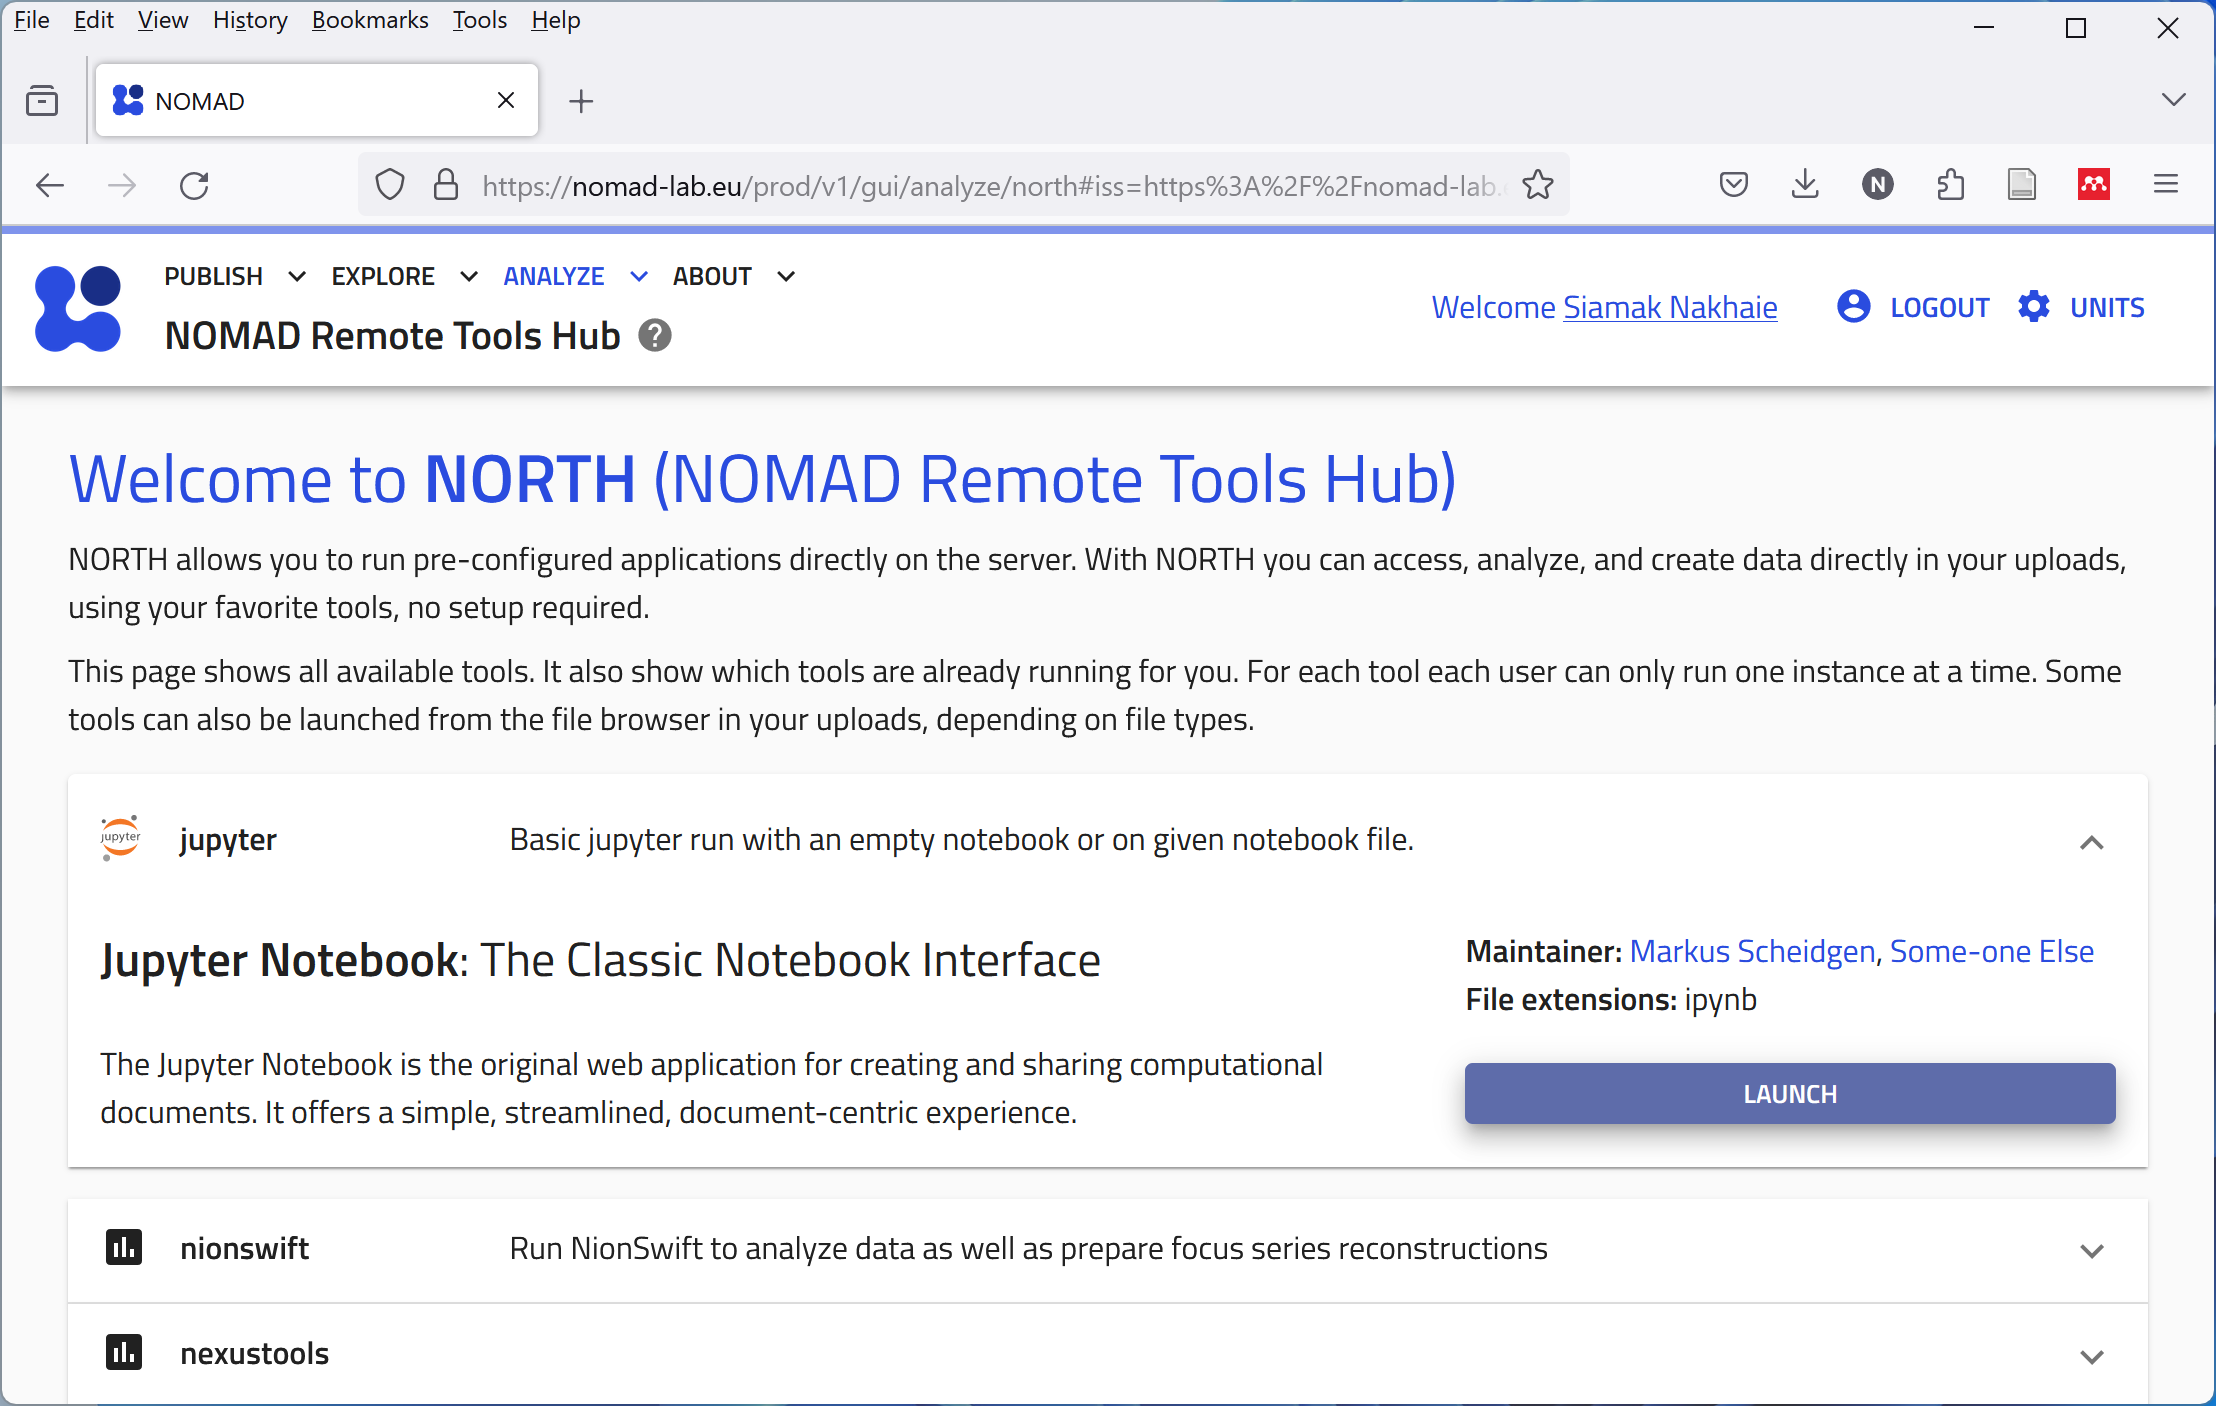 File Edit View History Bookmarks Tools Help
NOMAD
https://nomad-lab.eu/prod/v1/gui/analyze/north#iss=https%3A%2F%2Fnomad-lab.
N
PUBLISH EXPLORE ANALYZE ABOUT
NOMAD Remote Tools Hub ?
Welcome Siamak Nakhaie LOGOUT UNITS
Welcome to NORTH (NOMAD Remote Tools Hub)
NORTH allows you to run pre-configured applications directly on the server. With NORTH you can access, analyze, and create data directly in your uploads,
using your favorite tools, no setup required.
This page shows all available tools. It also show which tools are already running for you. For each tool each user can only run one instance at a time. Some
tools can also be launched from the file browser in your uploads, depending on file types.
jupyter jupyter Basic jupyter run with an empty notebook or on given notebook file.
Jupyter Notebook: The Classic Notebook Interface
The Jupyter Notebook is the original web application for creating and sharing computational
documents. It offers a simple, streamlined, document-centric experience.
Maintainer: Markus Scheidgen, Some-one Else
File extensions: ipynb
LAUNCH
nionswift Run NionSwift to analyze data as well as prepare focus series reconstructions
nexustools